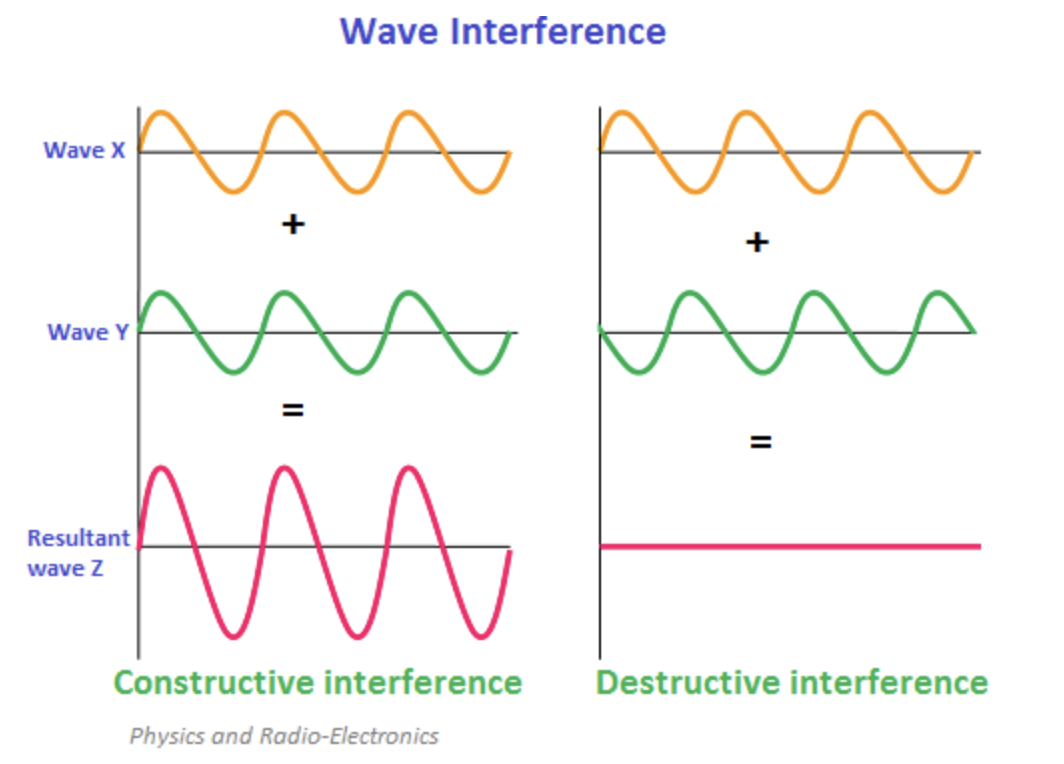 Wave Interference
Wave X
+
+
Wave Y
=
=
Resultant
wave Z
Constructive interference
Destructive interference
Physics and Radio-Electronics